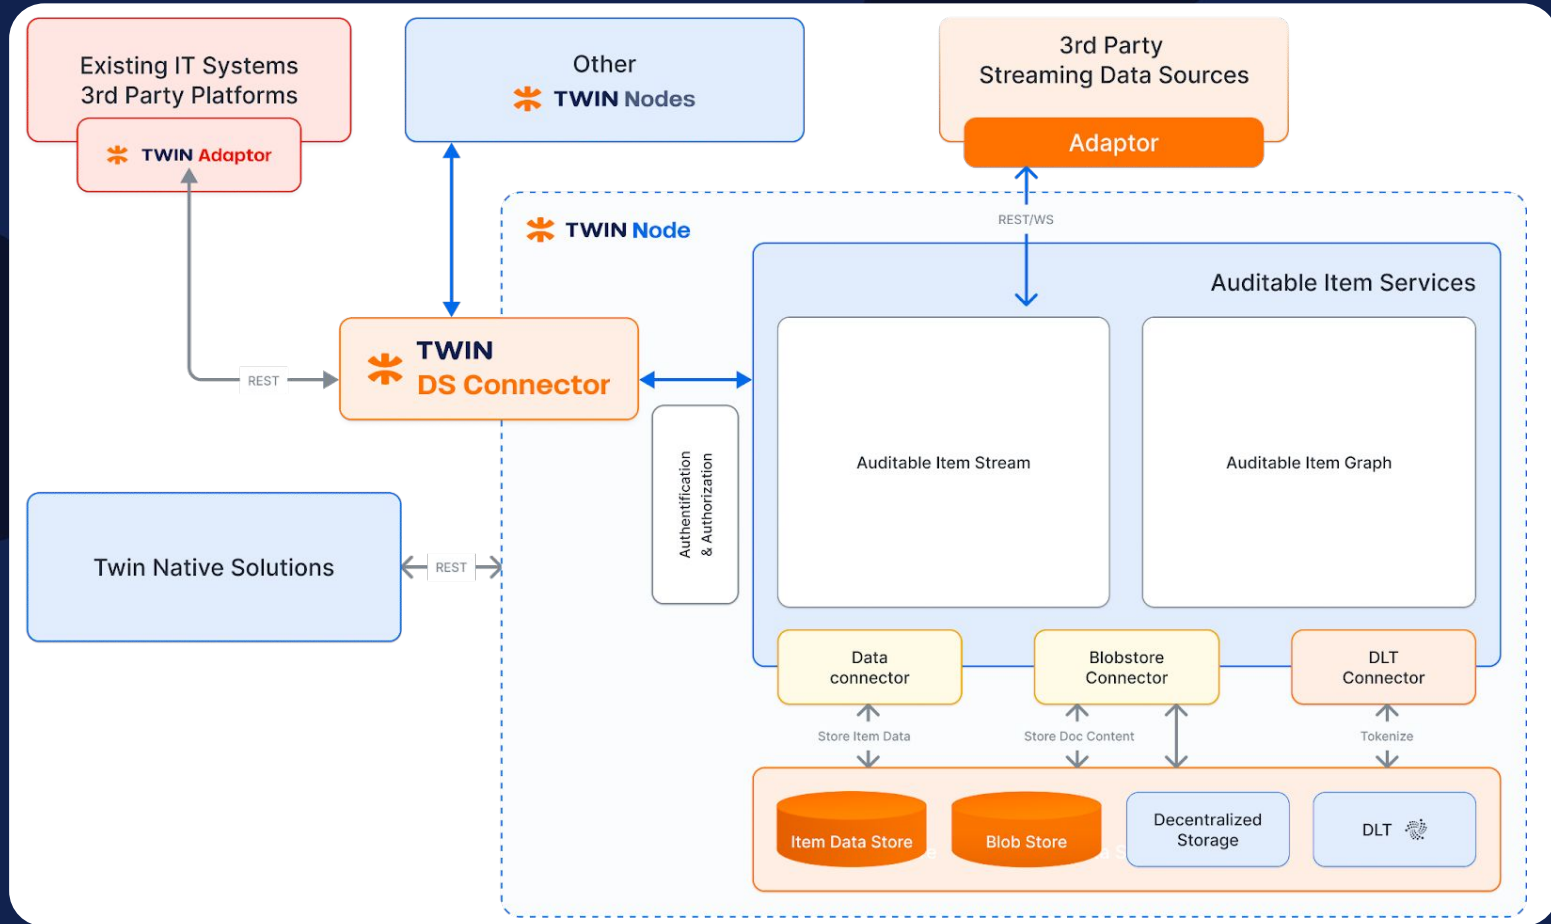 Existing IT Systems
3rd Party Platforms
TWIN Adaptor
Other
TWIN Nodes
3rd Party
Streaming Data Sources
Adaptor
REST/WS
TWIN Node
Auditable Item Services
TWIN
DS Connector
REST
Authentification
& Authorization
Auditable Item Stream
Auditable Item Graph
Twin Native Solutions
REST
Data
connector
Blobstore
Connector
DLT
Connector
Store Item Data
Store Doc Content
Tokenize
Item Data Store
Blob Store
Decentralized
Storage
DLT